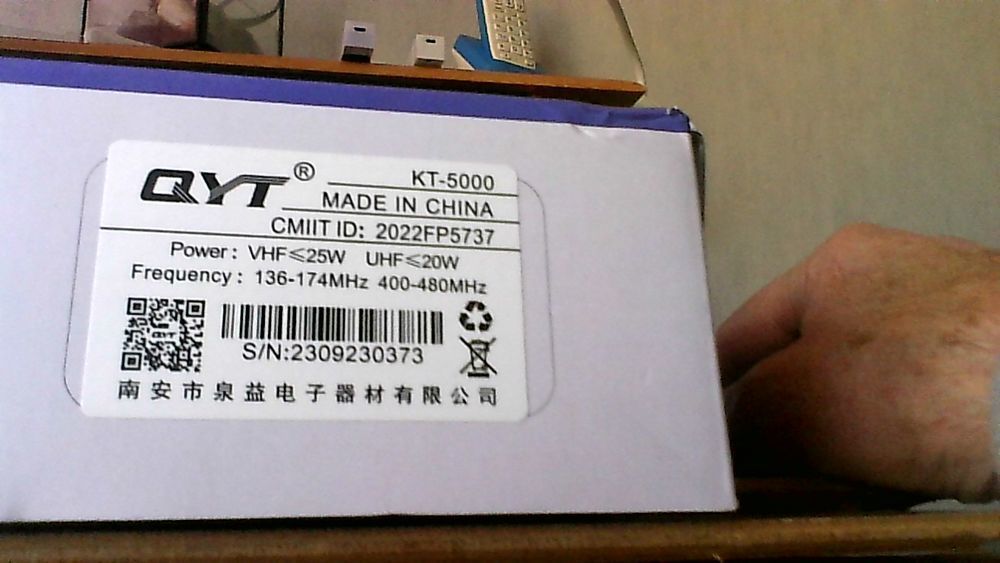 QYT® KT-5000
MADE IN CHINA
CMIIT ID: 2022FP5737
Power: VHF≤25W UHF≤20W
Frequency: 136-174MHz 400-480MHz
S/N:2309230373
南安市泉益电子器材有限公司